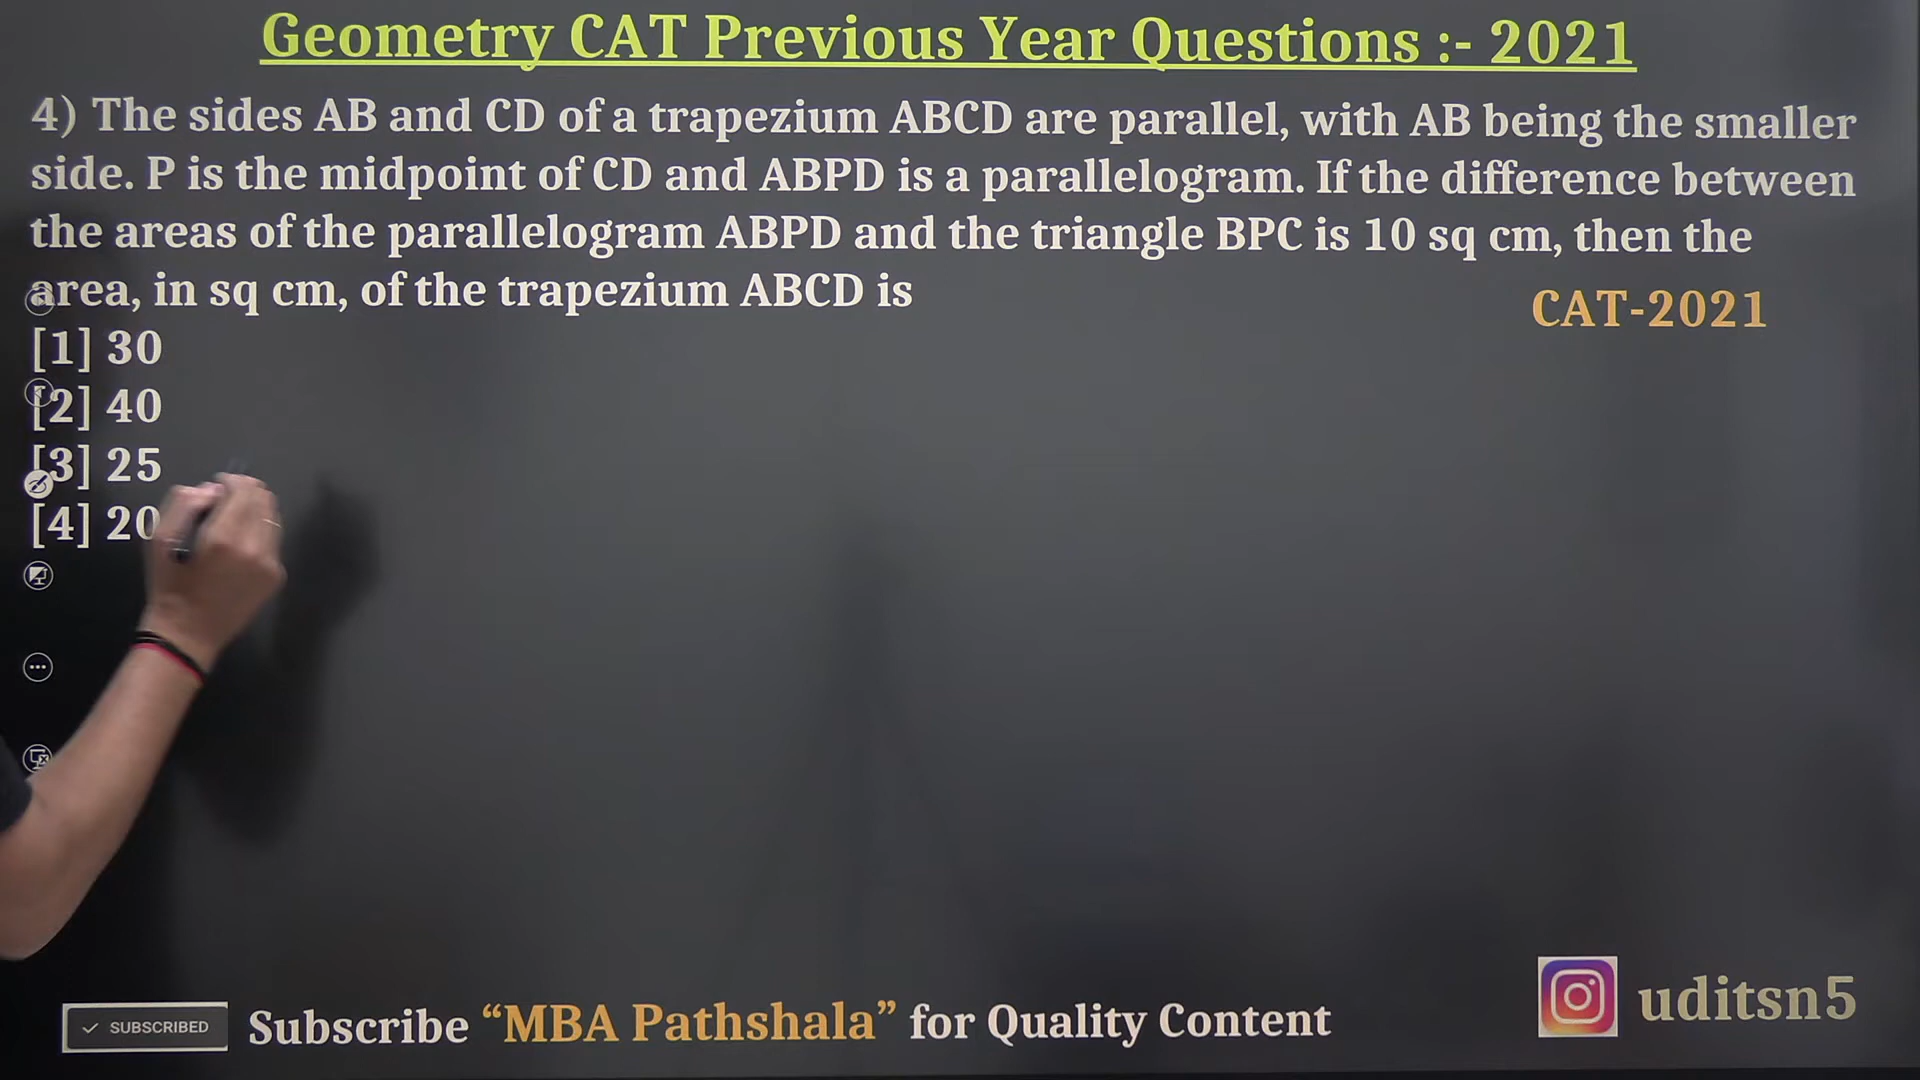 Geometry CAT Previous Year Questions :- 2021
4) The sides AB and CD of a trapezium ABCD are parallel, with AB being the smaller
side. P is the midpoint of CD and ABPD is a parallelogram. If the difference between
the areas of the parallelogram ABPD and the triangle BPC is 10 sq cm, then the
area, in sq cm, of the trapezium ABCD is
CAT-2021
[1] 30
[2] 40
[3] 25
[4] 20
SUBSCRIBED
Subscribe “MBA Pathshala” for Quality Content
uditsn5